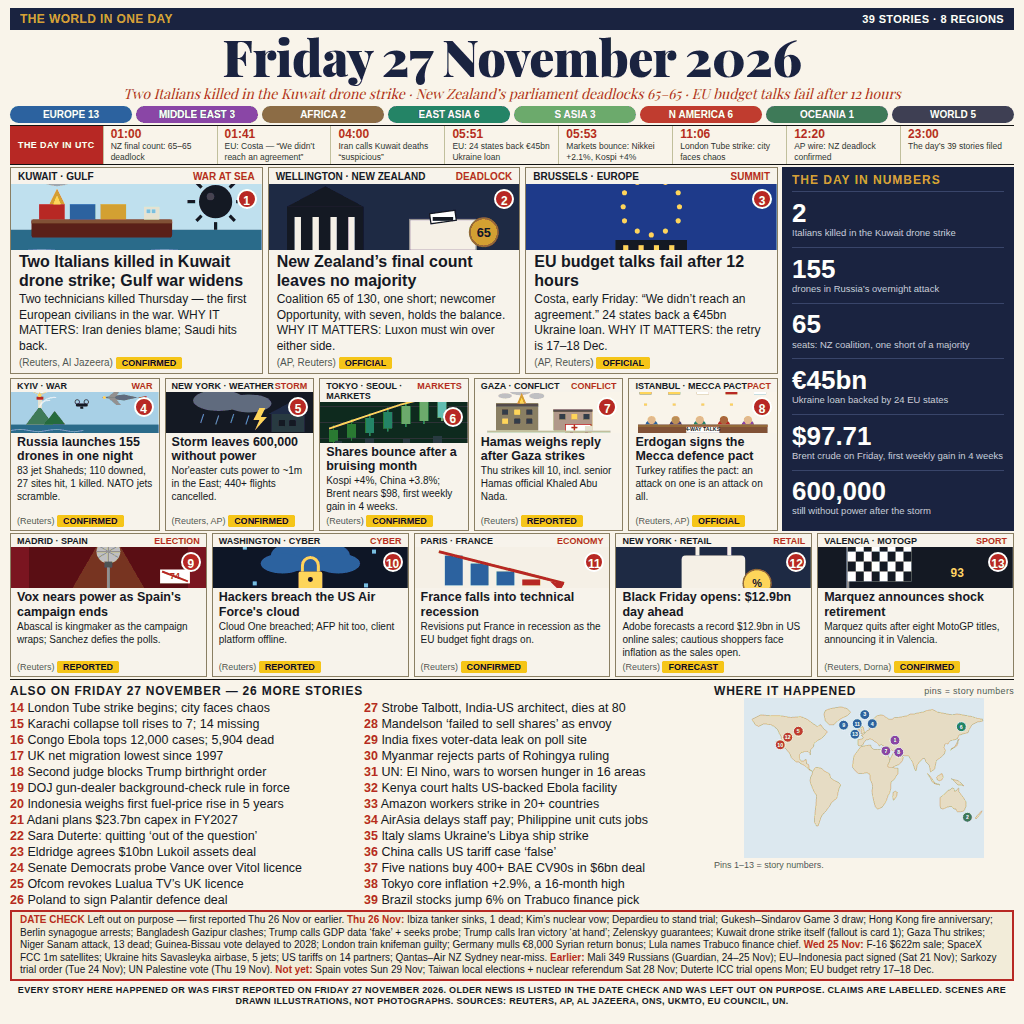 THE WORLD IN ONE DAY
39 STORIES · 8 REGIONS
Friday 27 November 2026
Two Italians killed in the Kuwait drone strike · New Zealand’s parliament deadlocks 65–65 · EU budget talks fail after 12 hours
EUROPE 13
MIDDLE EAST 3
AFRICA 2
EAST ASIA 6
S ASIA 3
N AMERICA 6
OCEANIA 1
WORLD 5
THE DAY IN UTC
01:00
NZ final count: 65–65
deadlock
01:41
EU: Costa — “We didn’t
reach an agreement”
04:00
Iran calls Kuwait deaths
“suspicious”
05:51
EU: 24 states back €45bn
Ukraine loan
05:53
Markets bounce: Nikkei
+2.1%, Kospi +4%
11:06
London Tube strike: city
faces chaos
12:20
AP wire: NZ deadlock
confirmed
23:00
The day’s 39 stories filed
KUWAIT · GULF
WAR AT SEA
1
Two Italians killed in Kuwait
drone strike; Gulf war widens
Two technicians killed Thursday — the first
European civilians in the war. WHY IT
MATTERS: Iran denies blame; Saudi hits
back.
(Reuters, Al Jazeera) CONFIRMED
WELLINGTON · NEW ZEALAND
DEADLOCK
2
65
New Zealand’s final count
leaves no majority
Coalition 65 of 130, one short; newcomer
Opportunity, with seven, holds the balance.
WHY IT MATTERS: Luxon must win over
either side.
(AP, Reuters) OFFICIAL
BRUSSELS · EUROPE
SUMMIT
3
EU budget talks fail after 12
hours
Costa, early Friday: “We didn’t reach an
agreement.” 24 states back a €45bn
Ukraine loan. WHY IT MATTERS: the retry
is 17–18 Dec.
(AP, Reuters) OFFICIAL
THE DAY IN NUMBERS
2
Italians killed in the Kuwait drone strike
155
drones in Russia’s overnight attack
65
seats: NZ coalition, one short of a majority
€45bn
Ukraine loan backed by 24 EU states
$97.71
Brent crude on Friday, first weekly gain in 4 weeks
600,000
still without power after the storm
KYIV · WAR
WAR
4
Russia launches 155
drones in one night
83 jet Shaheds; 110 downed,
27 sites hit, 1 killed. NATO jets
scramble.
(Reuters) CONFIRMED
NEW YORK · WEATHER
STORM
5
Storm leaves 600,000
without power
Nor'easter cuts power to ~1m
in the East; 440+ flights
cancelled.
(Reuters, AP) CONFIRMED
TOKYO · SEOUL ·
MARKETS
MARKETS
6
Shares bounce after a
bruising month
Kospi +4%, China +3.8%;
Brent nears $98, first weekly
gain in 4 weeks.
(Reuters) CONFIRMED
GAZA · CONFLICT
CONFLICT
7
Hamas weighs reply
after Gaza strikes
Thu strikes kill 10, incl. senior
Hamas official Khaled Abu
Nada.
(Reuters) REPORTED
ISTANBUL · MECCA PACT
PACT
8
4-WAY TALKS
Erdogan signs the
Mecca defence pact
Turkey ratifies the pact: an
attack on one is an attack on
all.
(Reuters, AP) OFFICIAL
MADRID · SPAIN
ELECTION
9
Vox nears power as Spain's
campaign ends
Abascal is kingmaker as the campaign
wraps; Sanchez defies the polls.
(Reuters) REPORTED
WASHINGTON · CYBER
CYBER
10
Hackers breach the US Air
Force's cloud
Cloud One breached; AFP hit too, client
platform offline.
(Reuters) REPORTED
PARIS · FRANCE
ECONOMY
11
France falls into technical
recession
Revisions put France in recession as the
EU budget fight drags on.
(Reuters) CONFIRMED
NEW YORK · RETAIL
RETAIL
12
%
Black Friday opens: $12.9bn
day ahead
Adobe forecasts a record $12.9bn in US
online sales; cautious shoppers face
inflation as the sales open.
(Reuters) FORECAST
VALENCIA · MOTOGP
SPORT
13
93
Marquez announces shock
retirement
Marquez quits after eight MotoGP titles,
announcing it in Valencia.
(Reuters, Dorna) CONFIRMED
ALSO ON FRIDAY 27 NOVEMBER — 26 MORE STORIES
14 London Tube strike begins; city faces chaos
15 Karachi collapse toll rises to 7; 14 missing
16 Congo Ebola tops 12,000 cases; 5,904 dead
17 UK net migration lowest since 1997
18 Second judge blocks Trump birthright order
19 DOJ gun-dealer background-check rule in force
20 Indonesia weighs first fuel-price rise in 5 years
21 Adani plans $23.7bn capex in FY2027
22 Sara Duterte: quitting ‘out of the question’
23 Eldridge agrees $10bn Lukoil assets deal
24 Senate Democrats probe Vance over Vitol licence
25 Ofcom revokes Lualua TV’s UK licence
26 Poland to sign Palantir defence deal
27 Strobe Talbott, India-US architect, dies at 80
28 Mandelson ‘failed to sell shares’ as envoy
29 India fixes voter-data leak on poll site
30 Myanmar rejects parts of Rohingya ruling
31 UN: El Nino, wars to worsen hunger in 16 areas
32 Kenya court halts US-backed Ebola facility
33 Amazon workers strike in 20+ countries
34 AirAsia delays staff pay; Philippine unit cuts jobs
35 Italy slams Ukraine's Libya ship strike
36 China calls US tariff case ‘false’
37 Five nations buy 400+ BAE CV90s in $6bn deal
38 Tokyo core inflation +2.9%, a 16-month high
39 Brazil stocks jump 6% on Trabuco finance pick
WHERE IT HAPPENED
pins = story numbers
Pins 1–13 = story numbers.
DATE CHECK Left out on purpose — first reported Thu 26 Nov or earlier. Thu 26 Nov: Ibiza tanker sinks, 1 dead; Kim’s nuclear vow; Depardieu to stand trial; Gukesh–Sindarov Game 3 draw; Hong Kong fire anniversary;
Berlin synagogue arrests; Bangladesh Gazipur clashes; Trump calls GDP data ‘fake’ + seeks probe; Trump calls Iran victory ‘at hand’; Zelenskyy guarantees; Kuwait drone strike itself (fallout is card 1); Gaza Thu strikes;
Niger Sanam attack, 13 dead; Guinea-Bissau vote delayed to 2028; London train knifeman guilty; Germany mulls €8,000 Syrian return bonus; Lula names Trabuco finance chief. Wed 25 Nov: F-16 $622m sale; SpaceX
FCC 1m satellites; Ukraine hits Savasleyka airbase, 5 jets; US tariffs on 14 partners; Qantas–Air NZ Sydney near-miss. Earlier: Mali 349 Russians (Guardian, 24–25 Nov); EU–Indonesia pact signed (Sat 21 Nov); Sarkozy
trial order (Tue 24 Nov); UN Palestine vote (Thu 19 Nov). Not yet: Spain votes Sun 29 Nov; Taiwan local elections + nuclear referendum Sat 28 Nov; Duterte ICC trial opens Mon; EU budget retry 17–18 Dec.
EVERY STORY HERE HAPPENED OR WAS FIRST REPORTED ON FRIDAY 27 NOVEMBER 2026. OLDER NEWS IS LISTED IN THE DATE CHECK AND WAS LEFT OUT ON PURPOSE. CLAIMS ARE LABELLED. SCENES ARE
DRAWN ILLUSTRATIONS, NOT PHOTOGRAPHS. SOURCES: REUTERS, AP, AL JAZEERA, ONS, UKMTO, EU COUNCIL, UN.